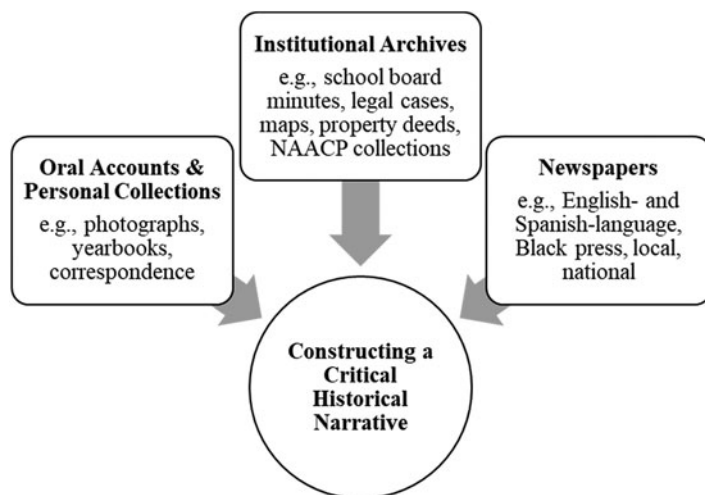 Institutional Archives
e.g., school board
minutes, legal cases,
maps, property deeds,
NAACP collections
Oral Accounts &
Personal Collections
e.g., photographs,
yearbooks,
correspondence
Newspapers
e.g., English- and
Spanish-language,
Black press, local,
national
Constructing a
Critical
Historical
Narrative